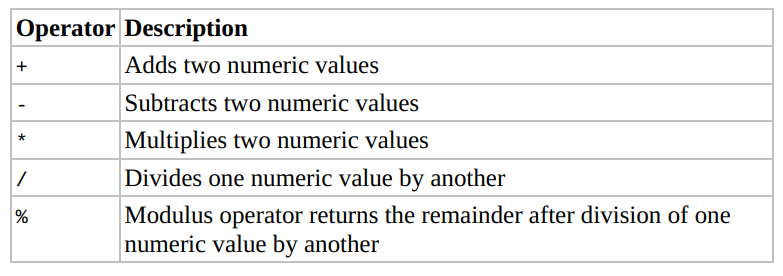 Operator Description
+ Adds two numeric values
- Subtracts two numeric values
* Multiplies two numeric values
/ Divides one numeric value by another
% Modulus operator returns the remainder after division of one
numeric value by another